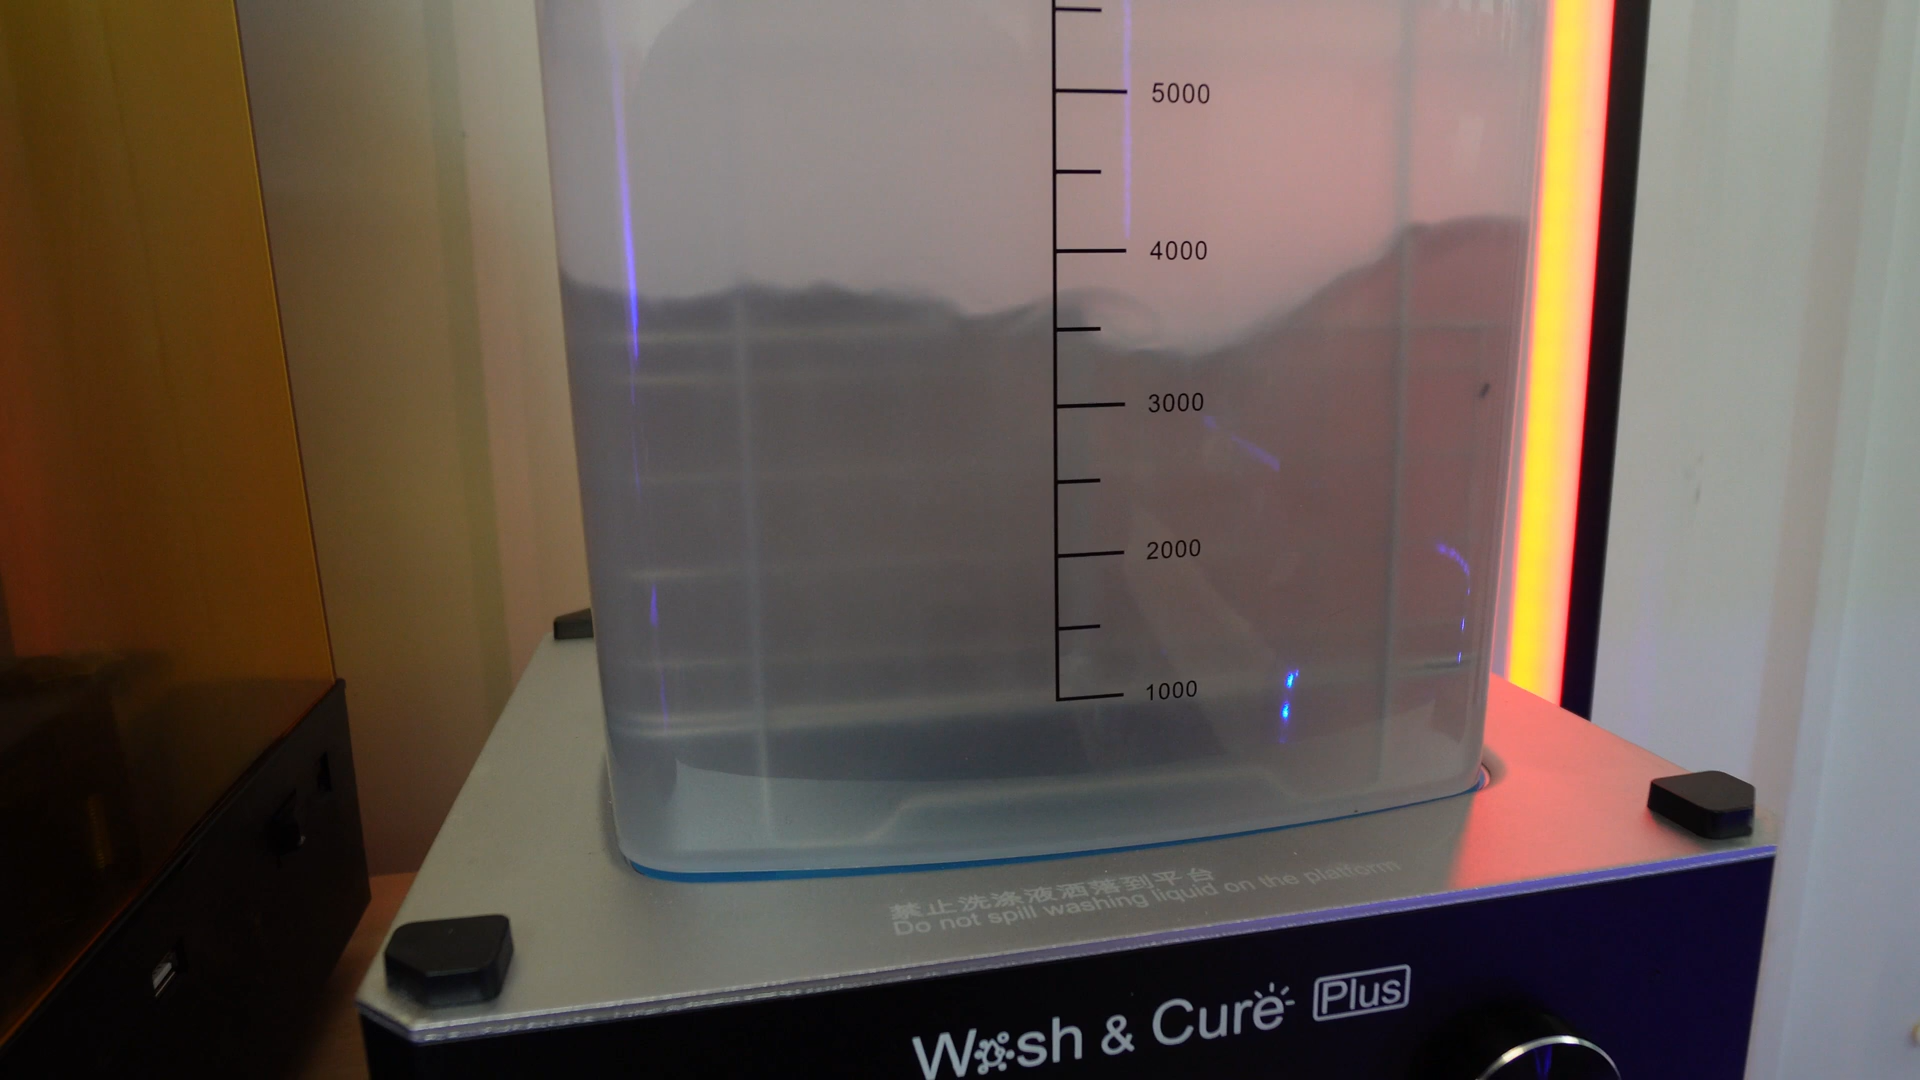 5000
4000
3000
2000
1000
禁止洗涤液洒落到平台
Do not spill washing liquid on the platform
Wash & Cure Plus